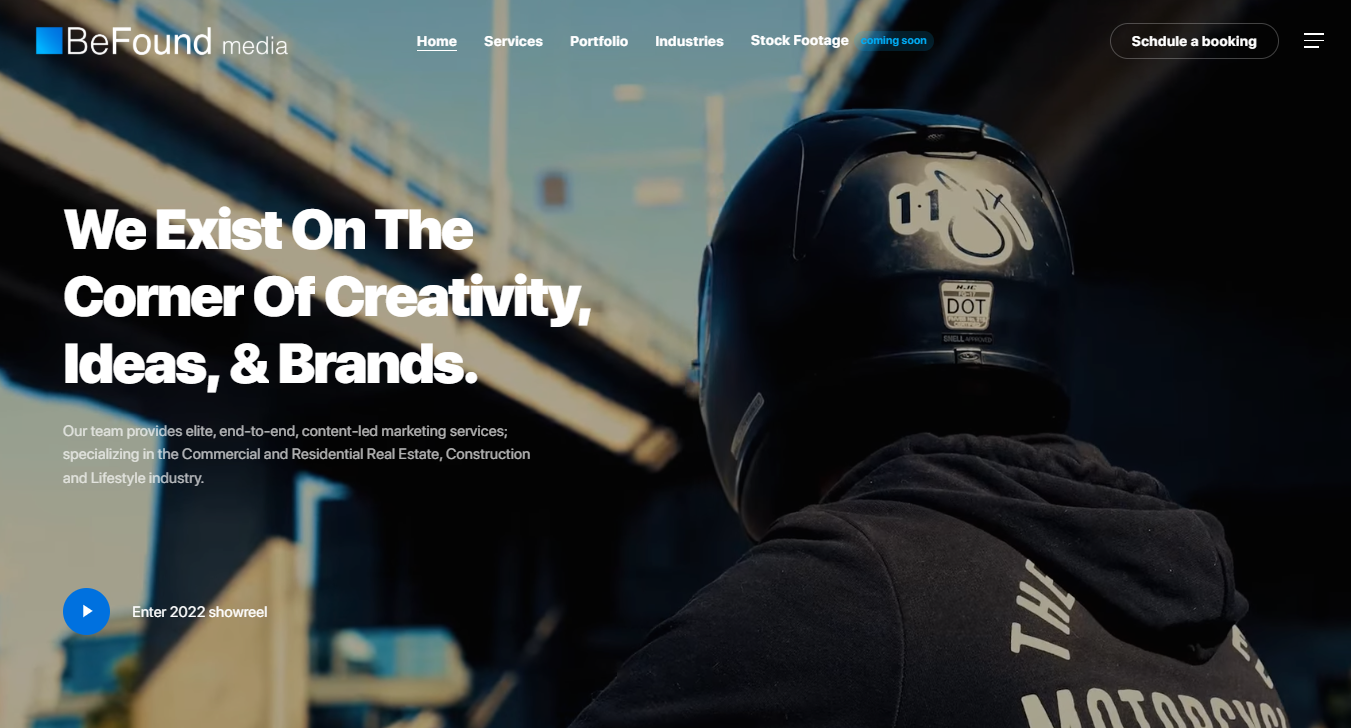 BeFound media
Home Services Portfolio Industries Stock Footage coming soon
Schdule a booking
We Exist On The
Corner Of Creativity,
Ideas, & Brands.
Our team provides elite, end-to-end, content-led marketing services;
specializing in the Commercial and Residential Real Estate, Construction
and Lifestyle industry.
Enter 2022 showreel
11
HJC
DOT
SNELL APPROVED
THE
MOTORCYC